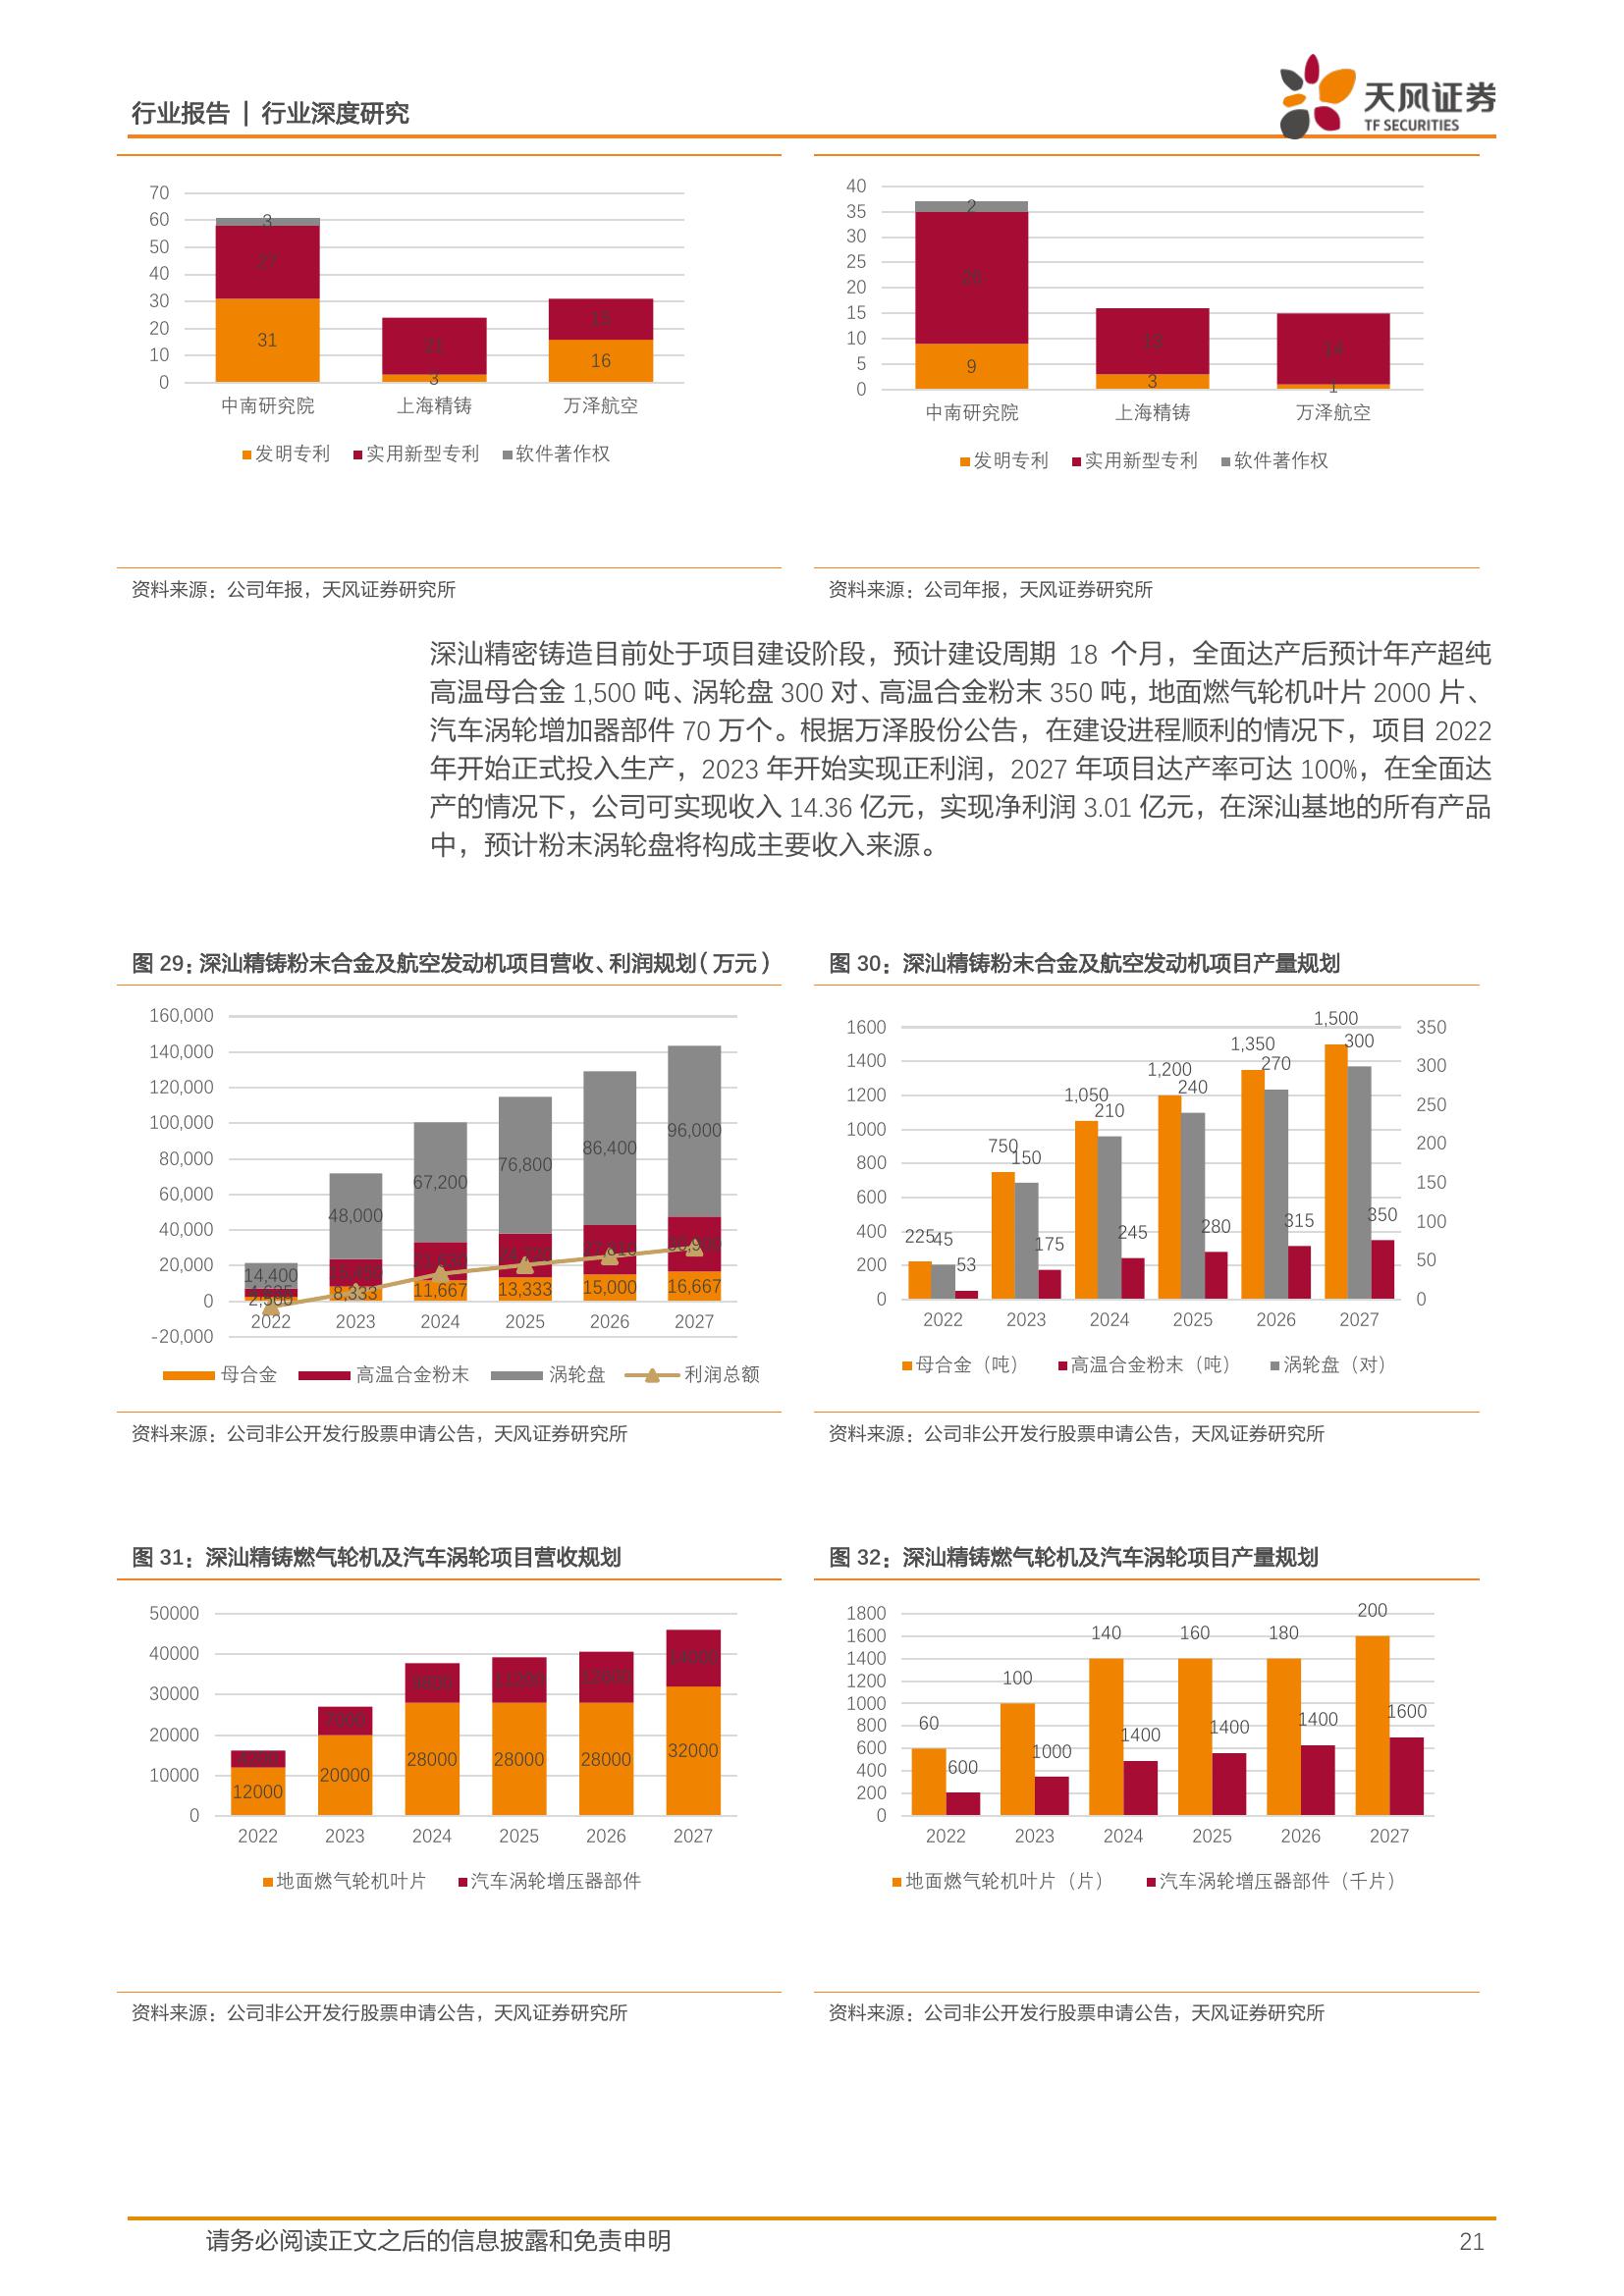 行业报告 | 行业深度研究
天风证券
TF SECURITIES
70
60
50
40
30
20
10
0
3
27
31
21
3
15
16
中南研究院 上海精铸 万泽航空
发明专利 实用新型专利 软件著作权
40
35
30
25
20
15
10
5
0
2
26
9
13
3
14
1
中南研究院 上海精铸 万泽航空
发明专利 实用新型专利 软件著作权
资料来源：公司年报，天风证券研究所
资料来源：公司年报，天风证券研究所
深汕精密铸造目前处于项目建设阶段，预计建设周期 18 个月，全面达产后预计年产超纯
高温母合金 1,500 吨、涡轮盘 300 对、高温合金粉末 350 吨，地面燃气轮机叶片 2000 片、
汽车涡轮增加器部件 70 万个。根据万泽股份公告，在建设进程顺利的情况下，项目 2022
年开始正式投入生产，2023 年开始实现正利润，2027 年项目达产率可达 100%，在全面达
产的情况下，公司可实现收入 14.36 亿元，实现净利润 3.01 亿元，在深汕基地的所有产品
中，预计粉末涡轮盘将构成主要收入来源。
图 29：深汕精铸粉末合金及航空发动机项目营收、利润规划（万元）
160,000
140,000
120,000
100,000
80,000
60,000
40,000
20,000
0
-20,000
14,400
48,000
67,200
76,800
86,400
96,000
8,333
11,667
13,333
15,000
16,667
2022 2023 2024 2025 2026 2027
母合金 高温合金粉末 涡轮盘 利润总额
图 30：深汕精铸粉末合金及航空发动机项目产量规划
1600
1400
1200
1000
800
600
400
200
0
350
300
250
200
150
100
50
0
225 45 53
750 150 175
1,050 210 245
1,200 240 280
1,350 270 315
1,500 300 350
2022 2023 2024 2025 2026 2027
母合金（吨） 高温合金粉末（吨） 涡轮盘（对）
资料来源：公司非公开发行股票申请公告，天风证券研究所
资料来源：公司非公开发行股票申请公告，天风证券研究所
图 31：深汕精铸燃气轮机及汽车涡轮项目营收规划
50000
40000
30000
20000
10000
0
7000
9800
11200
14000
12000
20000
28000
28000
28000
32000
2022 2023 2024 2025 2026 2027
地面燃气轮机叶片 汽车涡轮增压器部件
图 32：深汕精铸燃气轮机及汽车涡轮项目产量规划
1800
1600
1400
1200
1000
800
600
400
200
0
60 600
100 1000
140 1400
160 1400
180 1400
200 1600
2022 2023 2024 2025 2026 2027
地面燃气轮机叶片（片） 汽车涡轮增压器部件（千片）
资料来源：公司非公开发行股票申请公告，天风证券研究所
资料来源：公司非公开发行股票申请公告，天风证券研究所
请务必阅读正文之后的信息披露和免责申明
21